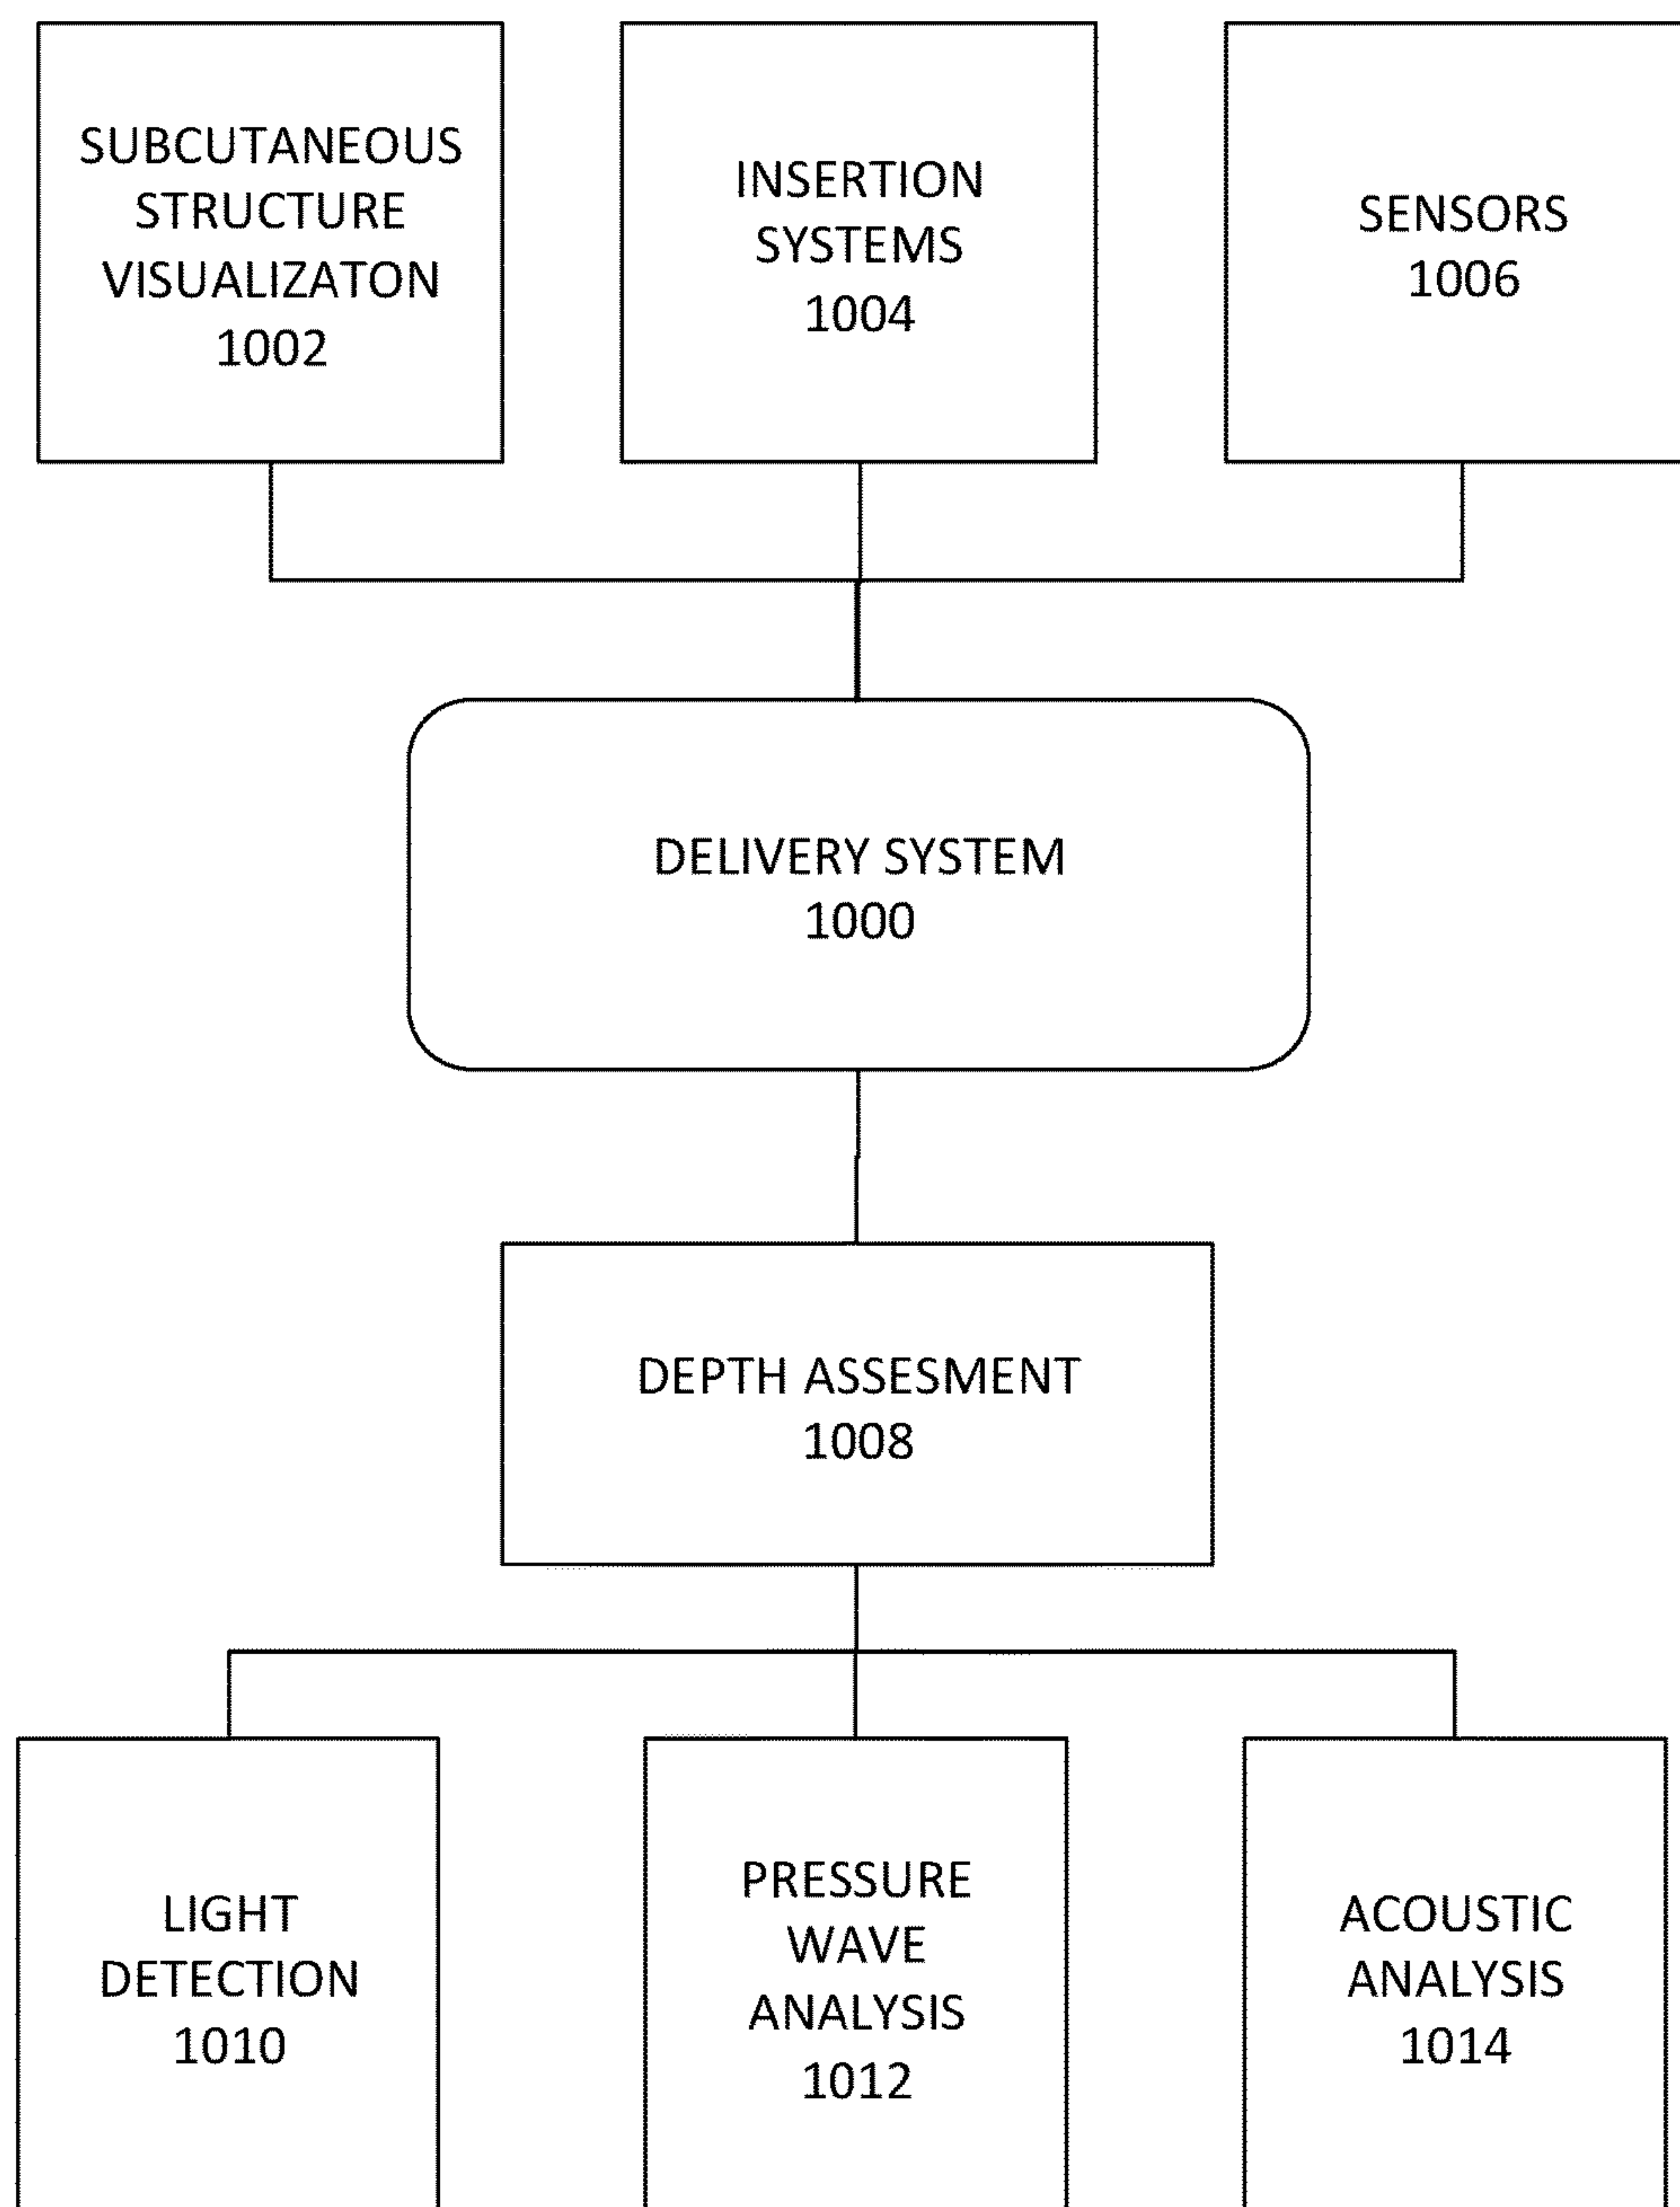 SUBCUTANEOUS
STRUCTURE
VISUALIZATON
1002
INSERTION
SYSTEMS
1004
SENSORS
1006
DELIVERY SYSTEM
1000
DEPTH ASSESMENT
1008
LIGHT
DETECTION
1010
PRESSURE
WAVE
ANALYSIS
1012
ACOUSTIC
ANALYSIS
1014